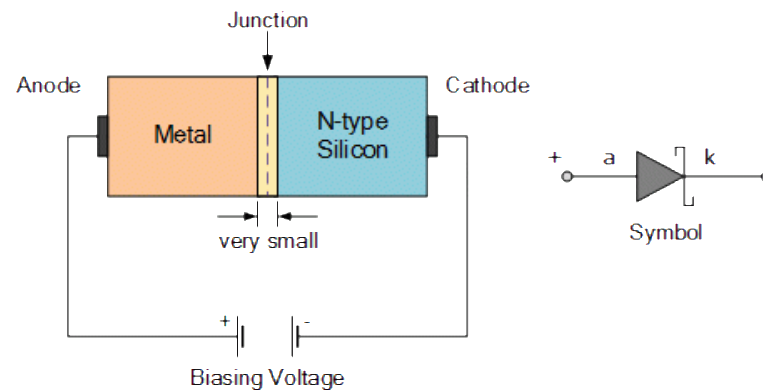 Junction
Anode
Cathode
Metal
N-type
Silicon
very small
+
-
Biasing Voltage
+
a
k
Symbol